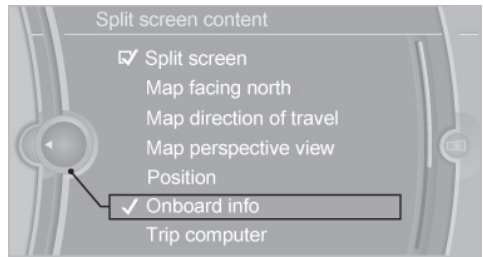 Split screen content
Split screen
Map facing north
Map direction of travel
Map perspective view
Position
Onboard info
Trip computer